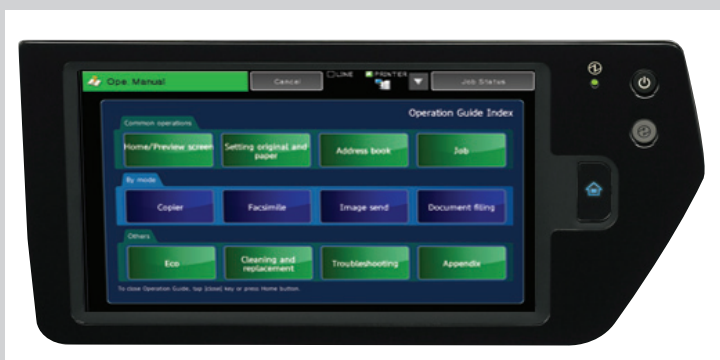 Ope. Manual
Cancel
LINE
PRINTER
Job Status
Operation Guide Index
Common operations
Home/Preview screen
Setting original and
paper
Address book
Job
By mode
Copier
Facsimile
Image send
Document filing
Others
Eco
Cleaning and
replacement
Troubleshooting
Appendix
To close Operation Guide, tap [close] key or press Home button.